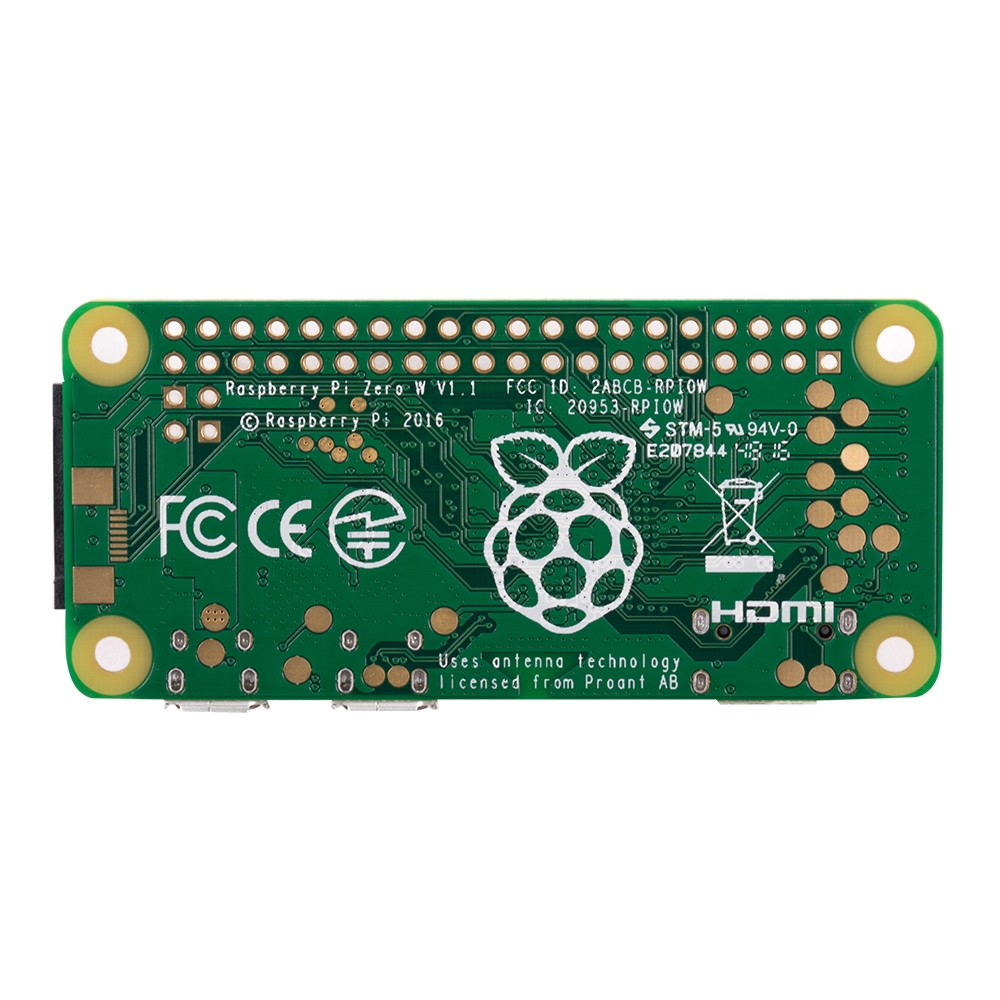 Raspberry Pi Zero W V1.1
FCC ID: 2ABCB-RPI0W
IC: 20953-RPI0W
© Raspberry Pi 2016
STM-5 94V-0
E207844
FC CE
HDMI
Uses antenna technology
licensed from Proant AB